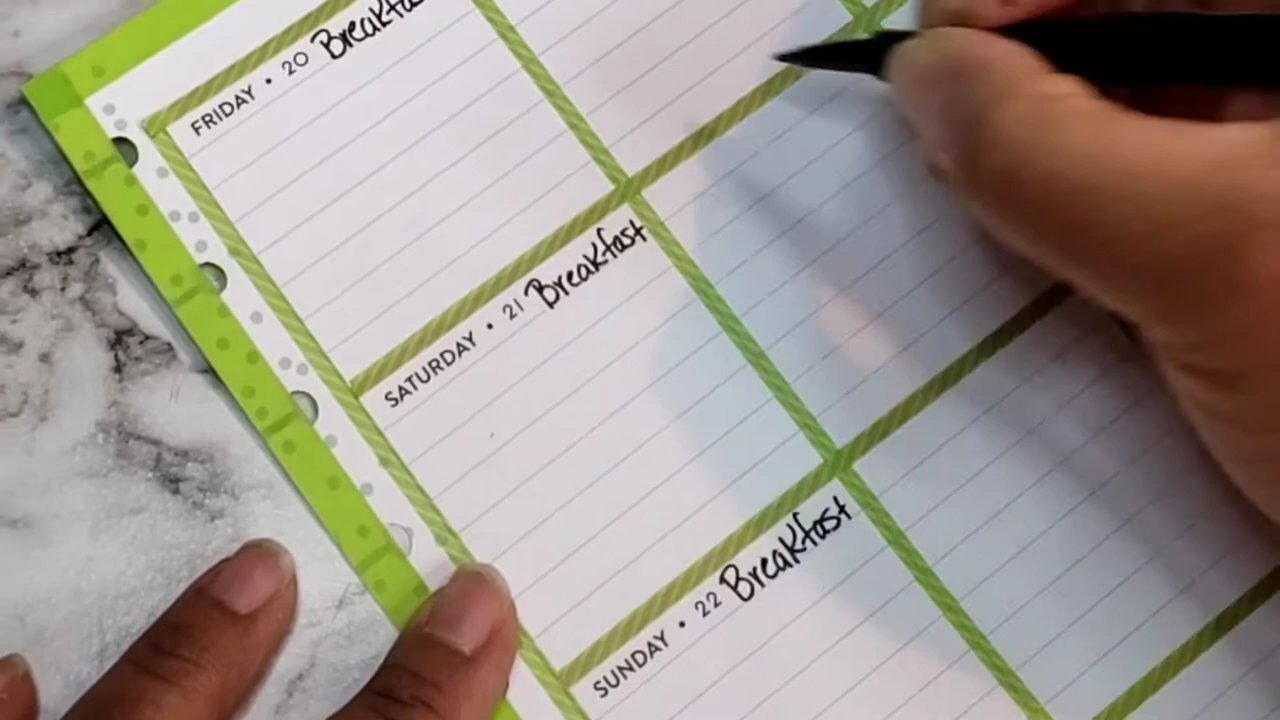 FRIDAY • 20 Breakfast
SATURDAY • 21 Breakfast
SUNDAY • 22 Breakfast